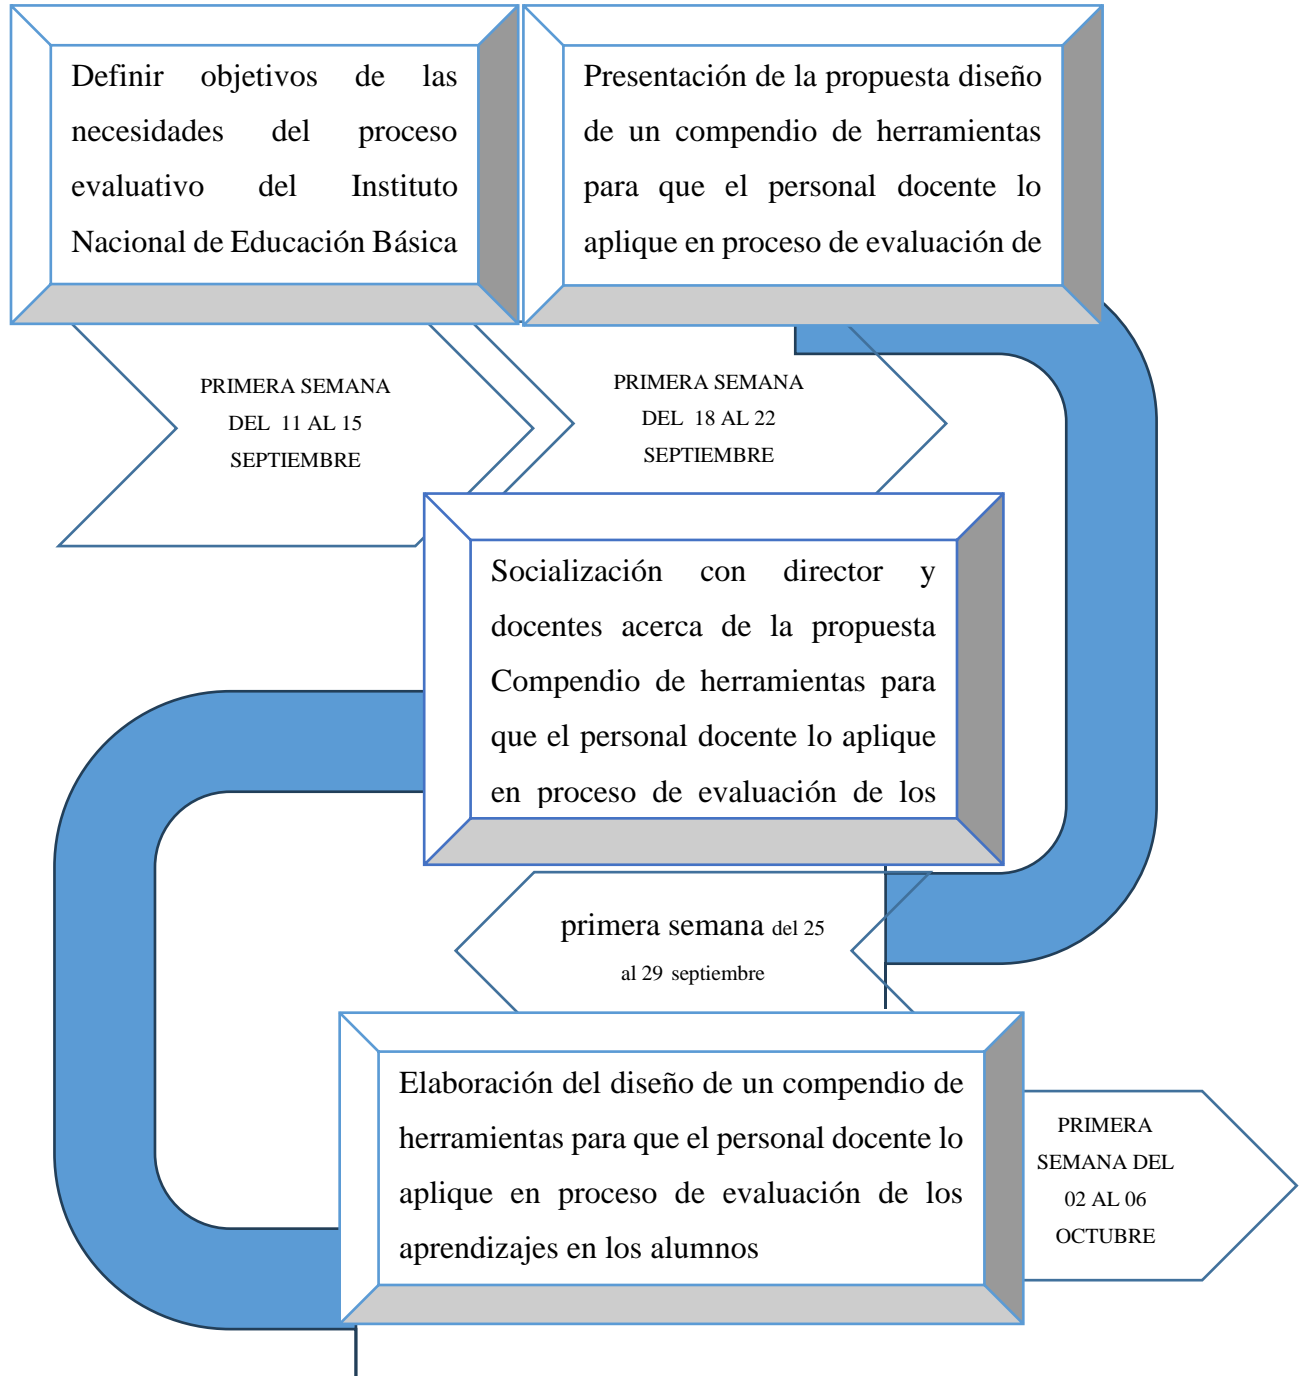 Definir objetivos de las
necesidades del proceso
evaluativo del Instituto
Nacional de Educación Básica
Presentación de la propuesta diseño
de un compendio de herramientas
para que el personal docente lo
aplique en proceso de evaluación de
PRIMERA SEMANA
DEL 11 AL 15
SEPTIEMBRE
PRIMERA SEMANA
DEL 18 AL 22
SEPTIEMBRE
Socialización con director y
docentes acerca de la propuesta
Compendio de herramientas para
que el personal docente lo aplique
en proceso de evaluación de los
primera semana del 25
al 29 septiembre
Elaboración del diseño de un compendio de
herramientas para que el personal docente lo
aplique en proceso de evaluación de los
aprendizajes en los alumnos
PRIMERA
SEMANA DEL
02 AL 06
OCTUBRE